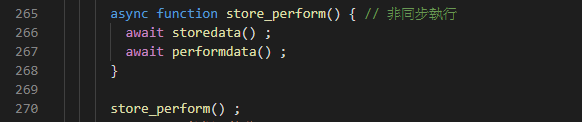 265 async function store_perform() { // 非同步執行
266 await storedata() ;
267 await performdata() ;
268 }
269
270 store_perform() ;